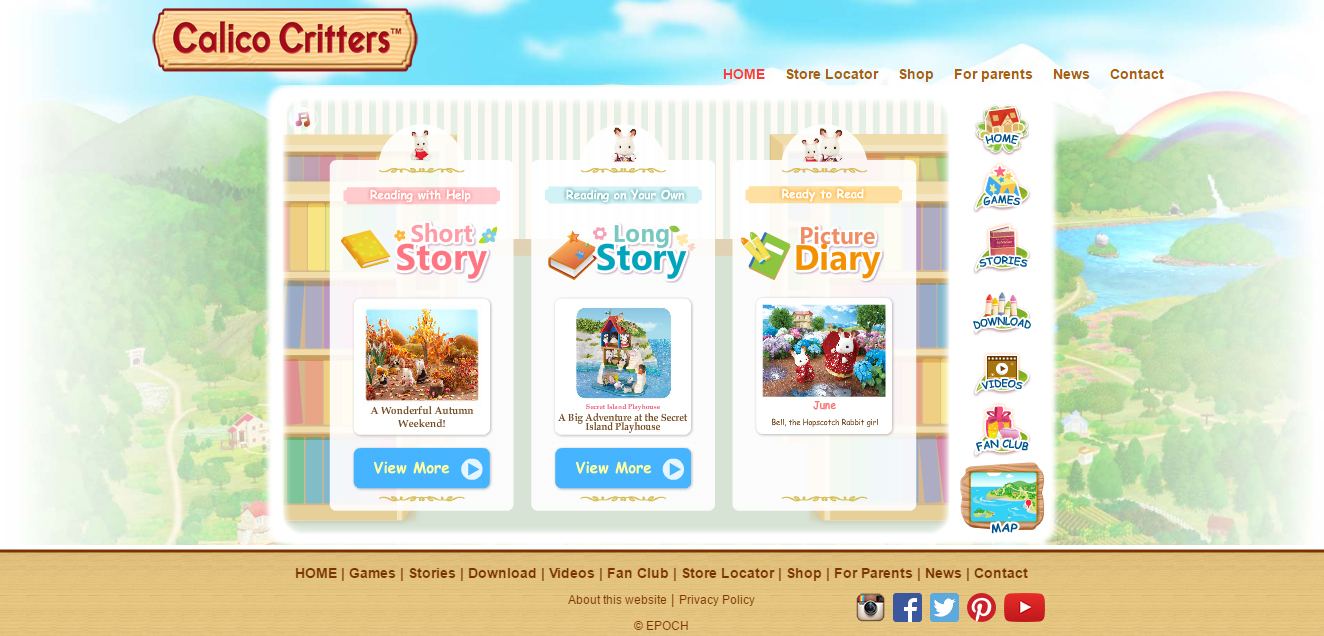 Calico Critters™
HOME Store Locator Shop For parents News Contact
HOME
GAMES
STORIES
DOWNLOAD
VIDEOS
FAN CLUB
MAP
Reading with Help
Short
Story
A Wonderful Autumn
Weekend!
View More
Reading on Your Own
Long
Story
Secret Island Playhouse
A Big Adventure at the Secret
Island Playhouse
View More
Ready to Read
Picture
Diary
June
Bell, the Hopscotch Rabbit girl
HOME | Games | Stories | Download | Videos | Fan Club | Store Locator | Shop | For Parents | News | Contact
About this website | Privacy Policy
© EPOCH